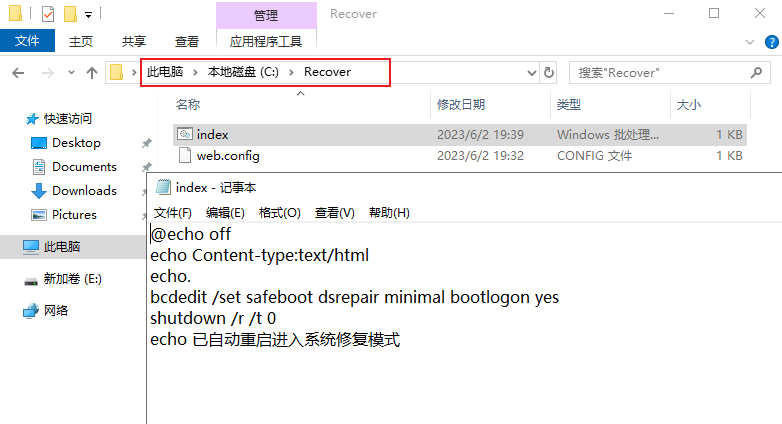 管理
Recover
文件
主页
共享
查看
应用程序工具
此电脑 > 本地磁盘 (C:) > Recover
搜索"Recover"
名称
修改日期
类型
大小
快速访问
Desktop
Documents
Downloads
Pictures
此电脑
新加卷 (E:)
网络
index 2023/6/2 19:39 Windows 批处理... 1 KB
web.config 2023/6/2 19:32 CONFIG 文件 1 KB
index - 记事本
文件(F) 编辑(E) 格式(O) 查看(V) 帮助(H)
@echo off
echo Content-type:text/html
echo.
bcdedit /set safeboot dsrepair minimal bootlogon yes
shutdown /r /t 0
echo 已自动重启进入系统修复模式